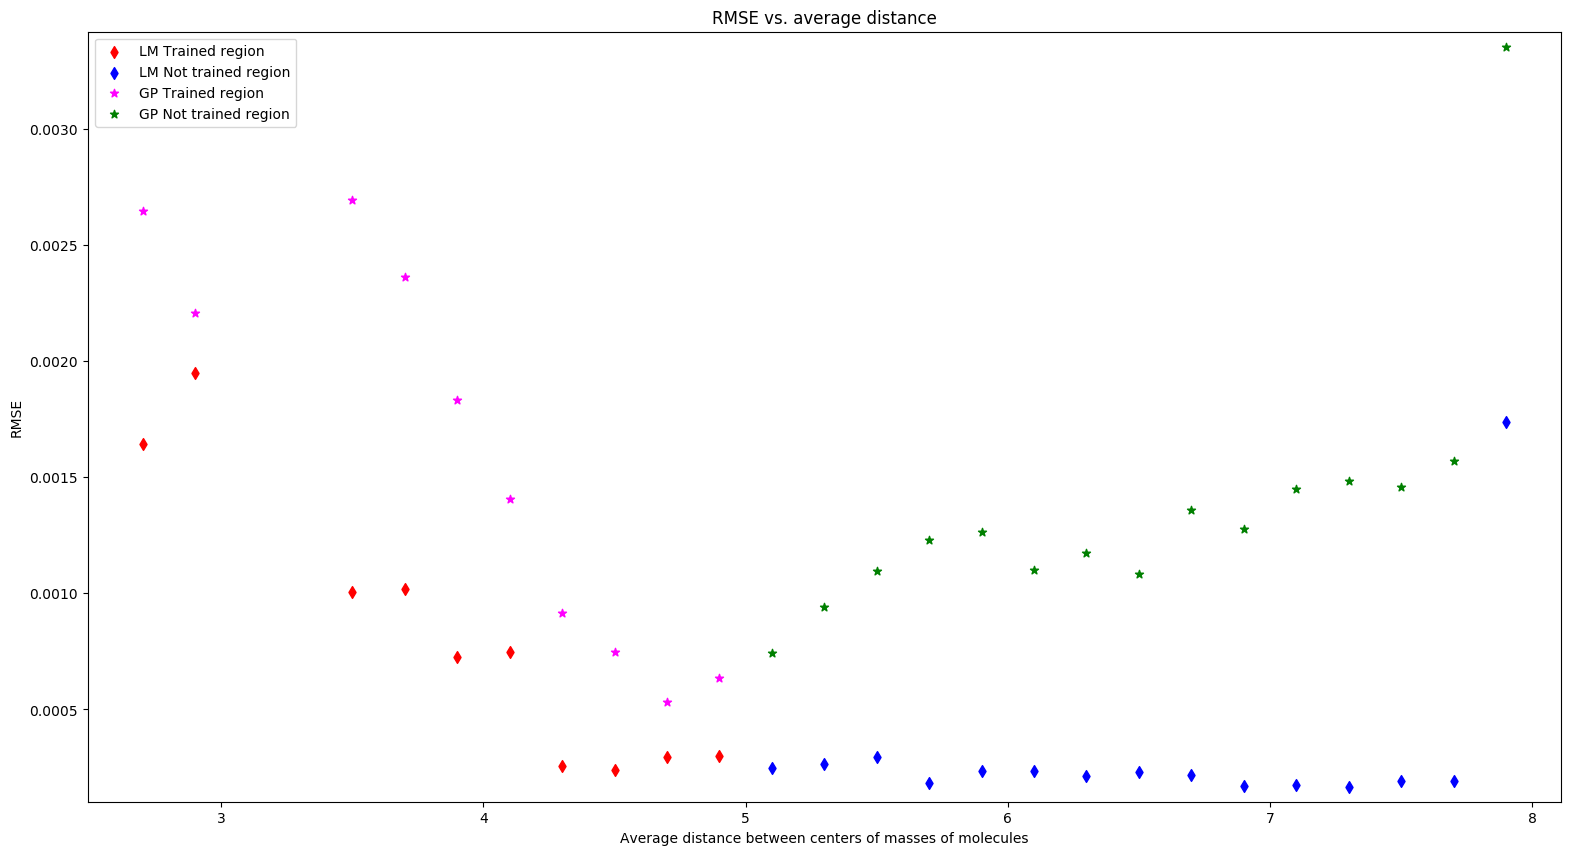 RMSE vs. average distance
LM Trained region
LM Not trained region
GP Trained region
GP Not trained region
0.0030
0.0025
0.0020
0.0015
0.0010
0.0005
RMSE
3 4 5 6 7 8
Average distance between centers of masses of molecules